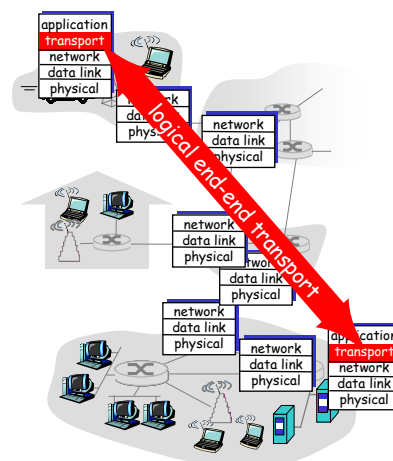 application
transport
network
data link
physical
network
data link
physical
network
data link
physical
logical end-end transport
network
data link
physical
network
data link
physical
network
data link
physical
network
data link
physical
application
transport
network
data link
physical